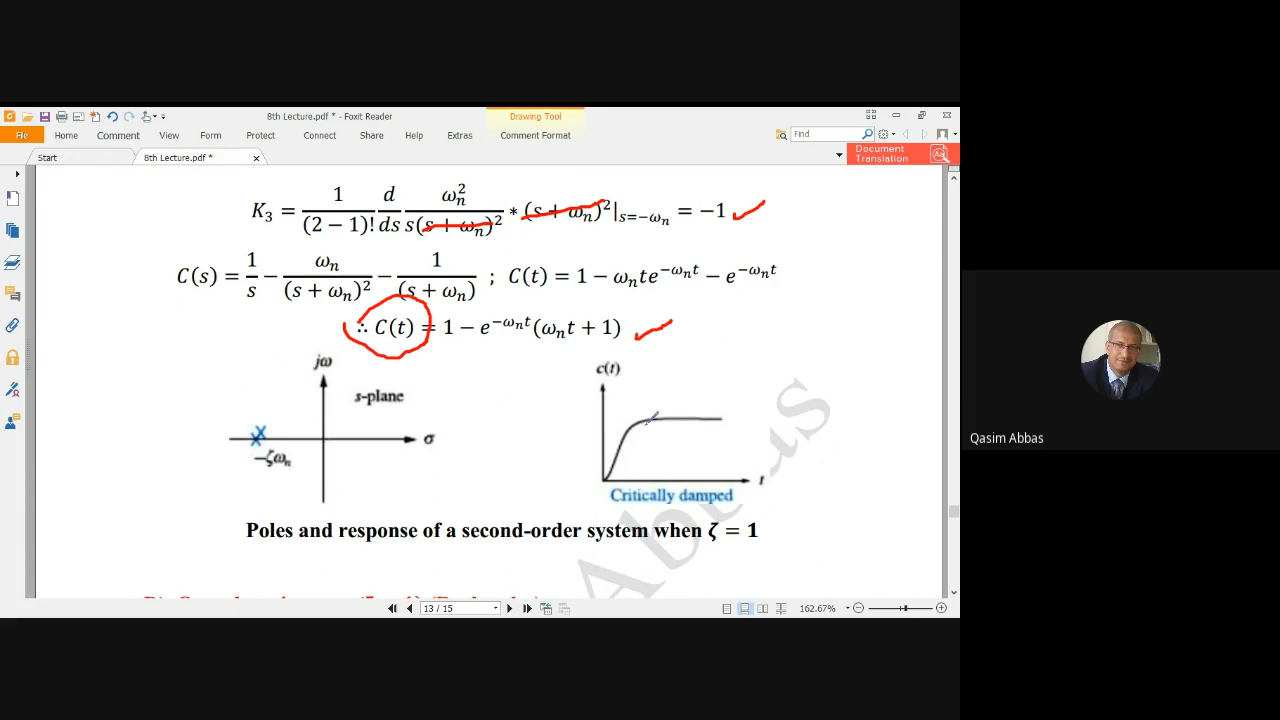 8th Lecture.pdf * - Foxit Reader
Drawing Tool
File Home Comment View Form Protect Connect Share Help Extras Comment Format
Find
Start
8th Lecture.pdf *
Document Translation
K₃ = 1/(2 − 1)! d/ds ωₙ²/s(s + ωₙ)² * (s + ωₙ)²|ₛ₌₋ωₙ = −1
C(s) = 1/s − ωₙ/(s + ωₙ)² − 1/(s + ωₙ) ; C(t) = 1 − ωₙte^{−ωₙt} − e^{−ωₙt}
∴ C(t) = 1 − e^{−ωₙt}(ωₙt + 1)
jω
s-plane
σ
−ζωₙ
c(t)
t
Critically damped
Poles and response of a second-order system when ζ = 1
13 / 15
162.67%
Qasim Abbas